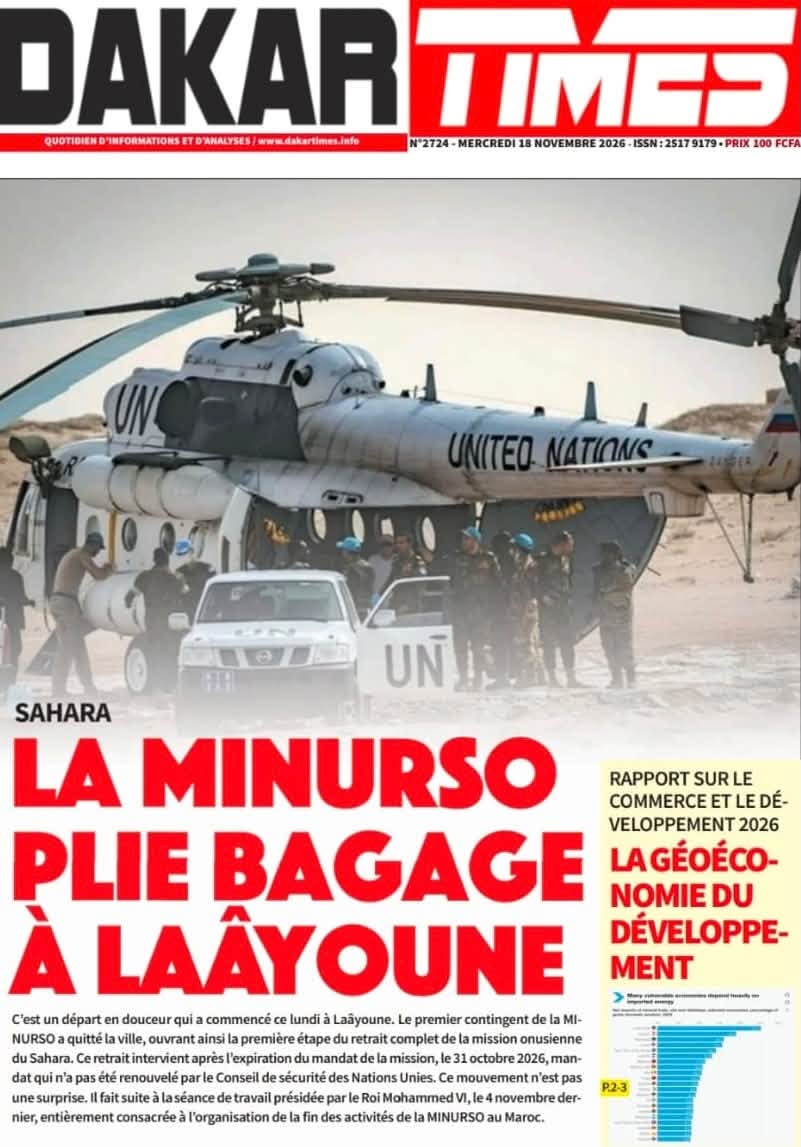 DAKAR TIMES
QUOTIDIEN D'INFORMATIONS ET D'ANALYSES / www.dakartimes.info
N°2724 - MERCREDI 18 NOVEMBRE 2026 - ISSN : 2517 9179 • PRIX 100 FCFA
UN
UNITED NATIONS
UN
UN
SAHARA
LA MINURSO
PLIE BAGAGE
À LAÂYOUNE
C'est un départ en douceur qui a commencé ce lundi à Laâyoune. Le premier contingent de la MI-
NURSO a quitté la ville, ouvrant ainsi la première étape du retrait complet de la mission onusienne
du Sahara. Ce retrait intervient après l'expiration du mandat de la mission, le 31 octobre 2026, man-
dat qui n'a pas été renouvelé par le Conseil de sécurité des Nations Unies. Ce mouvement n'est pas
une surprise. Il fait suite à la séance de travail présidée par le Roi Mohammed VI, le 4 novembre der-
nier, entièrement consacrée à l'organisation de la fin des activités de la MINURSO au Maroc.
RAPPORT SUR LE
COMMERCE ET LE DÉ-
VELOPPEMENT 2026
LA GÉOÉCO-
NOMIE DU
DÉVELOPPE-
MENT
Many vulnerable economies depend heavily on
imported energy
P.2-3